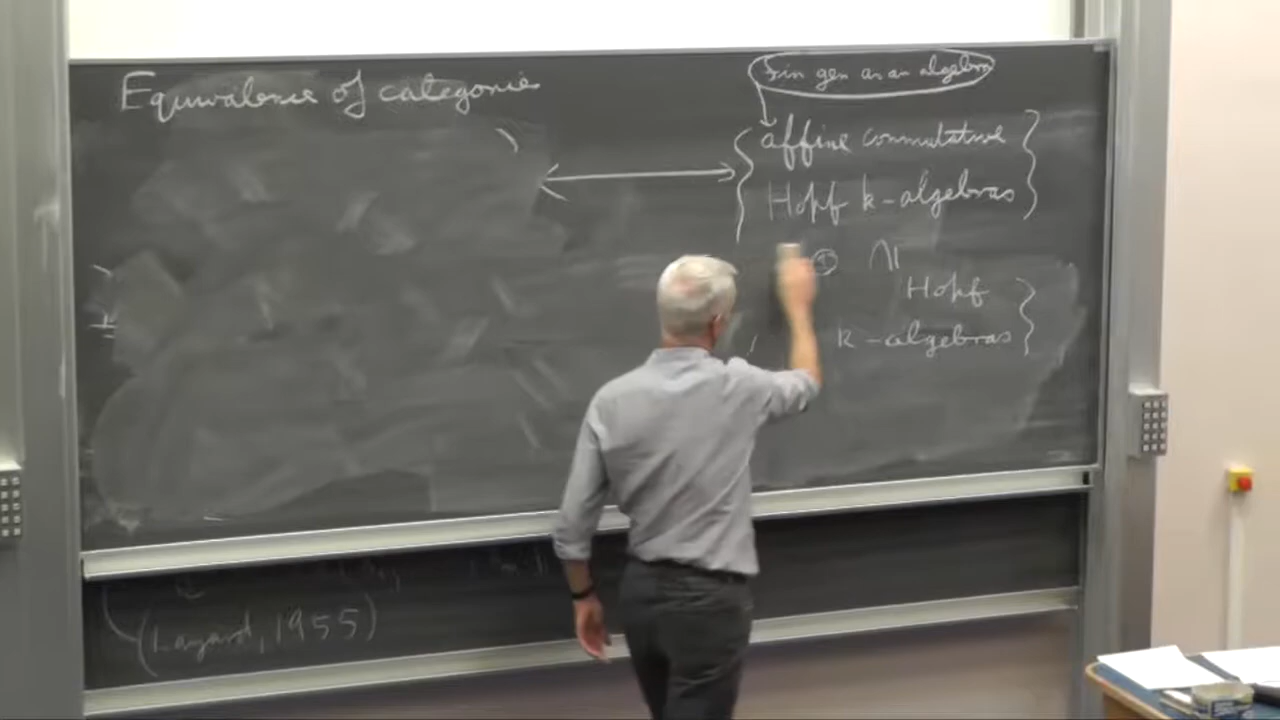 Equivalence of categories
fin gen as an algebra
affine commutative
Hopf k-algebras
Hopf
k-algebras
(Lazard, 1955)